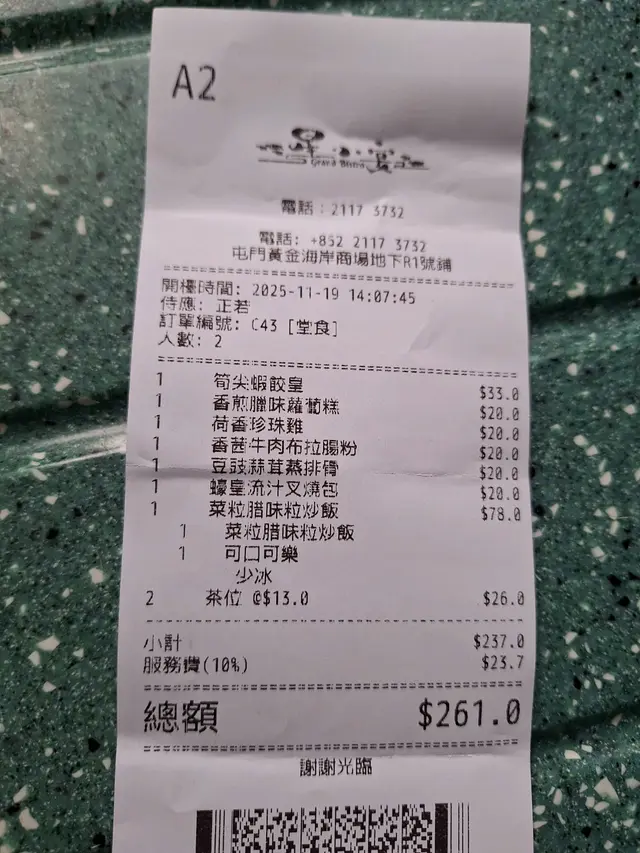 A2
Grand Bistro
電話：2117 3732
電話: +852 2117 3732
屯門黃金海岸商場地下R1號鋪
開檯時間: 2025-11-19 14:07:45
侍應: 正若
訂單編號: C43 [堂食]
人數: 2
1 筍尖蝦餃皇 $33.0
1 香煎臘味蘿蔔糕 $20.0
1 荷香珍珠雞 $20.0
1 香茜牛肉布拉腸粉 $20.0
1 豆豉蒜茸蒸排骨 $20.0
1 蠔皇流汁叉燒包 $20.0
1 菜粒腊味粒炒飯 $78.0
1 菜粒腊味粒炒飯
1 可口可樂
少冰
2 茶位 @$13.0 $26.0
小計 $237.0
服務費(10%) $23.7
總額 $261.0
謝謝光臨